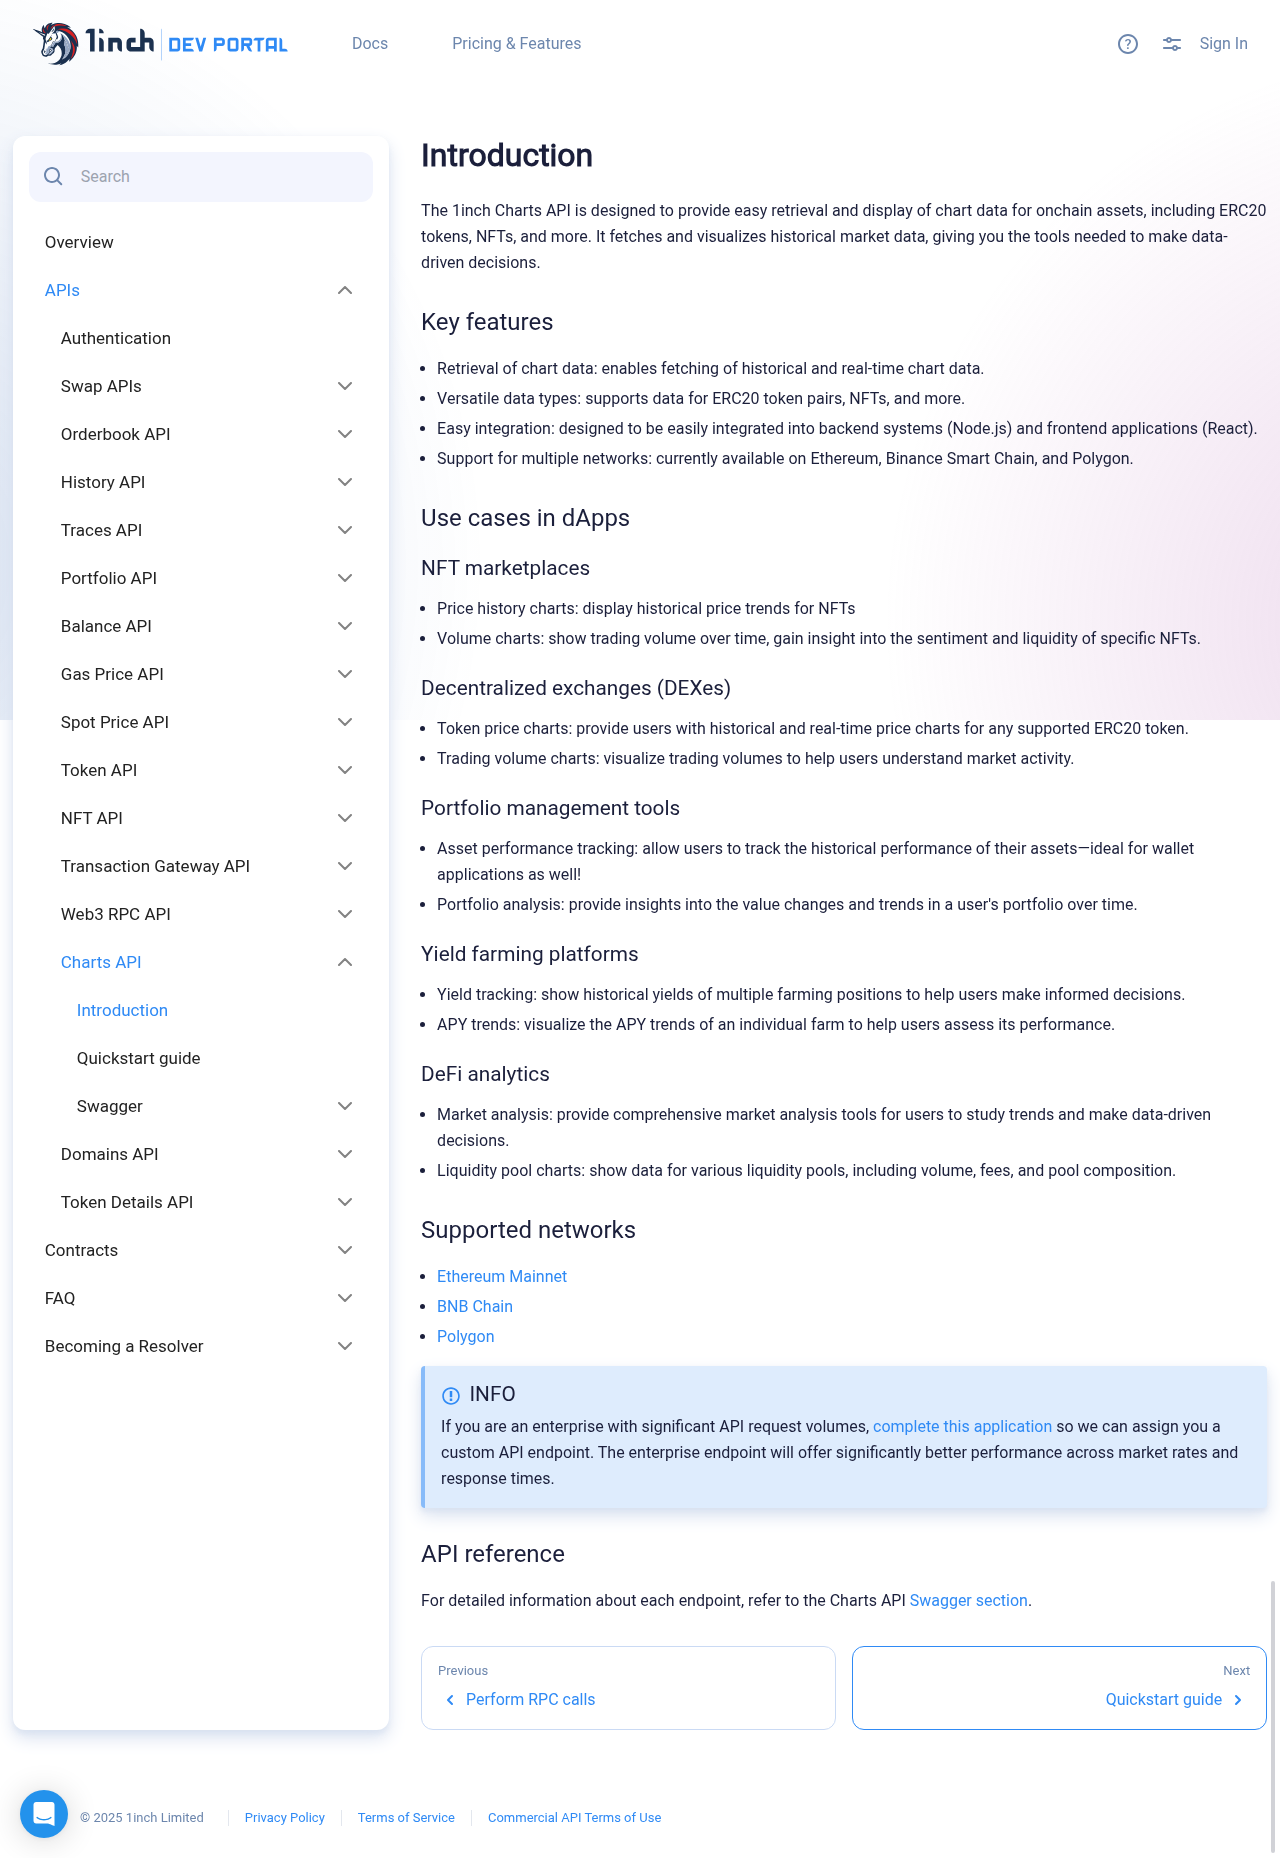 1inch DEV PORTAL
Docs
Pricing & Features
Sign In
Search
Overview
APIs
Authentication
Swap APIs
Orderbook API
History API
Traces API
Portfolio API
Balance API
Gas Price API
Spot Price API
Token API
NFT API
Transaction Gateway API
Web3 RPC API
Charts API
Introduction
Quickstart guide
Swagger
Domains API
Token Details API
Contracts
FAQ
Becoming a Resolver
Introduction
The 1inch Charts API is designed to provide easy retrieval and display of chart data for onchain assets, including ERC20
tokens, NFTs, and more. It fetches and visualizes historical market data, giving you the tools needed to make data-
driven decisions.
Key features
• Retrieval of chart data: enables fetching of historical and real-time chart data.
• Versatile data types: supports data for ERC20 token pairs, NFTs, and more.
• Easy integration: designed to be easily integrated into backend systems (Node.js) and frontend applications (React).
• Support for multiple networks: currently available on Ethereum, Binance Smart Chain, and Polygon.
Use cases in dApps
NFT marketplaces
• Price history charts: display historical price trends for NFTs
• Volume charts: show trading volume over time, gain insight into the sentiment and liquidity of specific NFTs.
Decentralized exchanges (DEXes)
• Token price charts: provide users with historical and real-time price charts for any supported ERC20 token.
• Trading volume charts: visualize trading volumes to help users understand market activity.
Portfolio management tools
• Asset performance tracking: allow users to track the historical performance of their assets—ideal for wallet
applications as well!
• Portfolio analysis: provide insights into the value changes and trends in a user's portfolio over time.
Yield farming platforms
• Yield tracking: show historical yields of multiple farming positions to help users make informed decisions.
• APY trends: visualize the APY trends of an individual farm to help users assess its performance.
DeFi analytics
• Market analysis: provide comprehensive market analysis tools for users to study trends and make data-driven
decisions.
• Liquidity pool charts: show data for various liquidity pools, including volume, fees, and pool composition.
Supported networks
• Ethereum Mainnet
• BNB Chain
• Polygon
INFO
If you are an enterprise with significant API request volumes, complete this application so we can assign you a
custom API endpoint. The enterprise endpoint will offer significantly better performance across market rates and
response times.
API reference
For detailed information about each endpoint, refer to the Charts API Swagger section.
Previous
Perform RPC calls
Next
Quickstart guide
© 2025 1inch Limited
Privacy Policy
Terms of Service
Commercial API Terms of Use